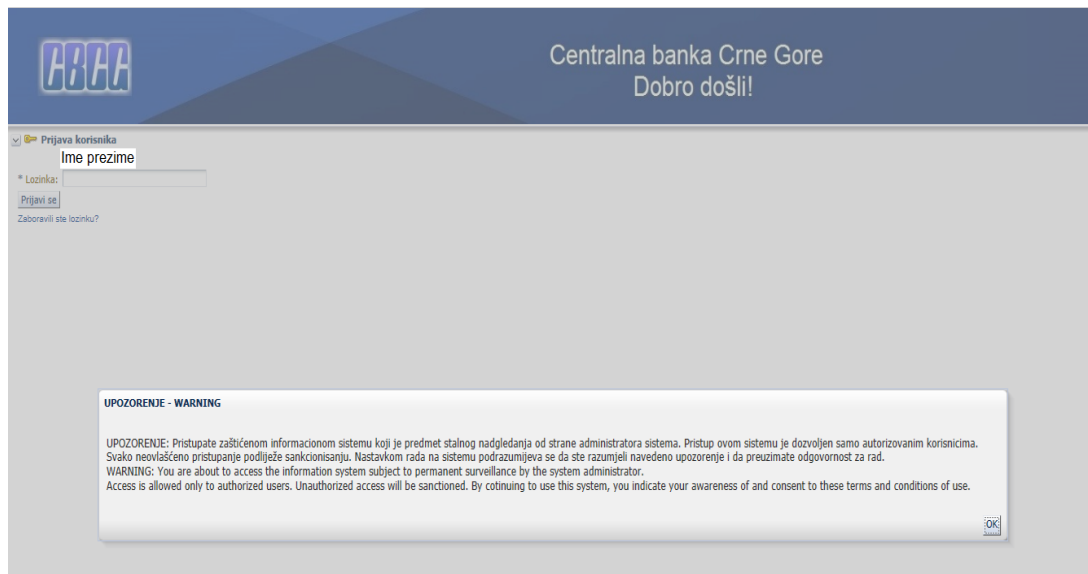 CBCG
Centralna banka Crne Gore
Dobro došli!
Prijava korisnika
Ime prezime
* Lozinka:
Prijavi se
Zaboravili ste lozinku?
UPOZORENJE - WARNING
UPOZORENJE: Pristupate zaštićenom informacionom sistemu koji je predmet stalnog nadgledanja od strane administratora sistema. Pristup ovom sistemu je dozvoljen samo autorizovanim korisnicima.
Svako neovlašćeno pristupanje podliježe sankcionisanju. Nastavkom rada na sistemu podrazumijeva se da ste razumjeli navedeno upozorenje i da preuzimate odgovornost za rad.
WARNING: You are about to access the information system subject to permanent surveillance by the system administrator.
Access is allowed only to authorized users. Unauthorized access will be sanctioned. By cotinuing to use this system, you indicate your awareness of and consent to these terms and conditions of use.
OK